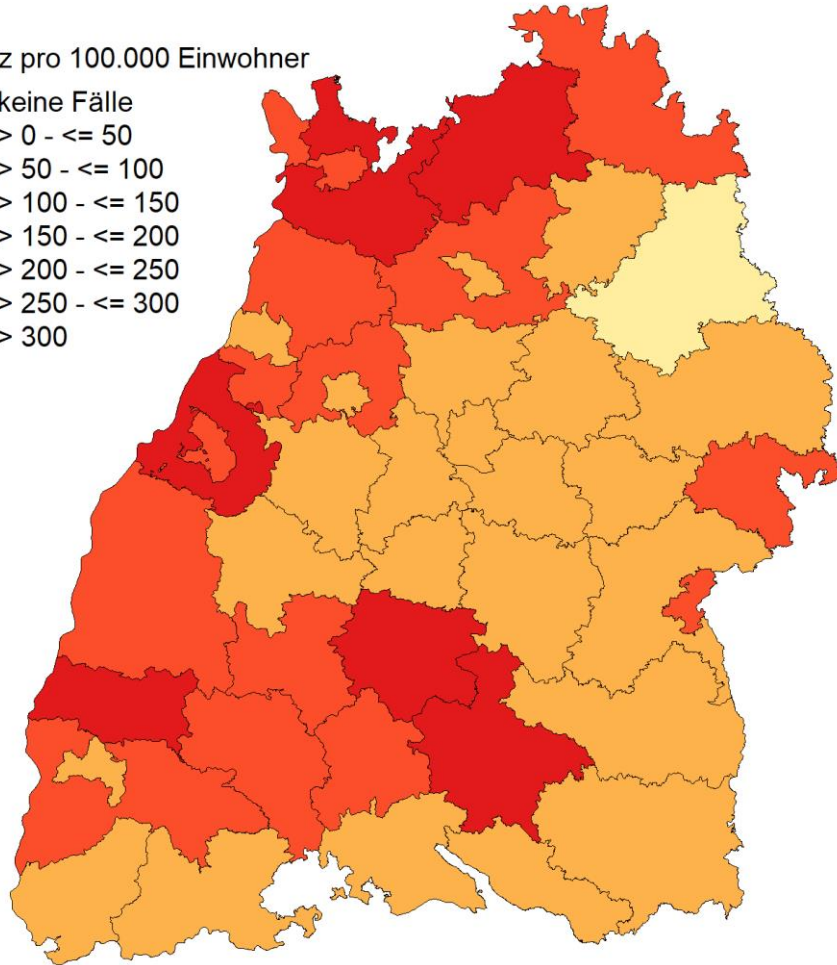 z pro 100.000 Einwohner
keine Fälle
> 0 - <= 50
> 50 - <= 100
> 100 - <= 150
> 150 - <= 200
> 200 - <= 250
> 250 - <= 300
> 300